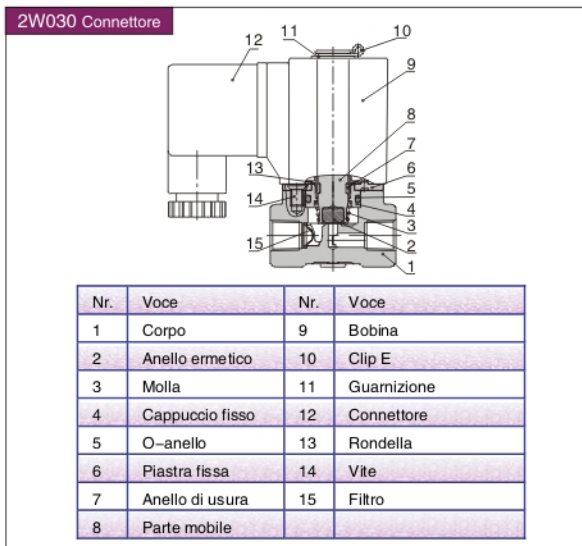 2W030 Connettore
11
10
12
9
8
7
13
6
14
5
4
3
15
2
1
Nr. Voce Nr. Voce
1 Corpo 9 Bobina
2 Anello ermetico 10 Clip E
3 Molla 11 Guarnizione
4 Cappuccio fisso 12 Connettore
5 O-anello 13 Rondella
6 Piastra fissa 14 Vite
7 Anello di usura 15 Filtro
8 Parte mobile